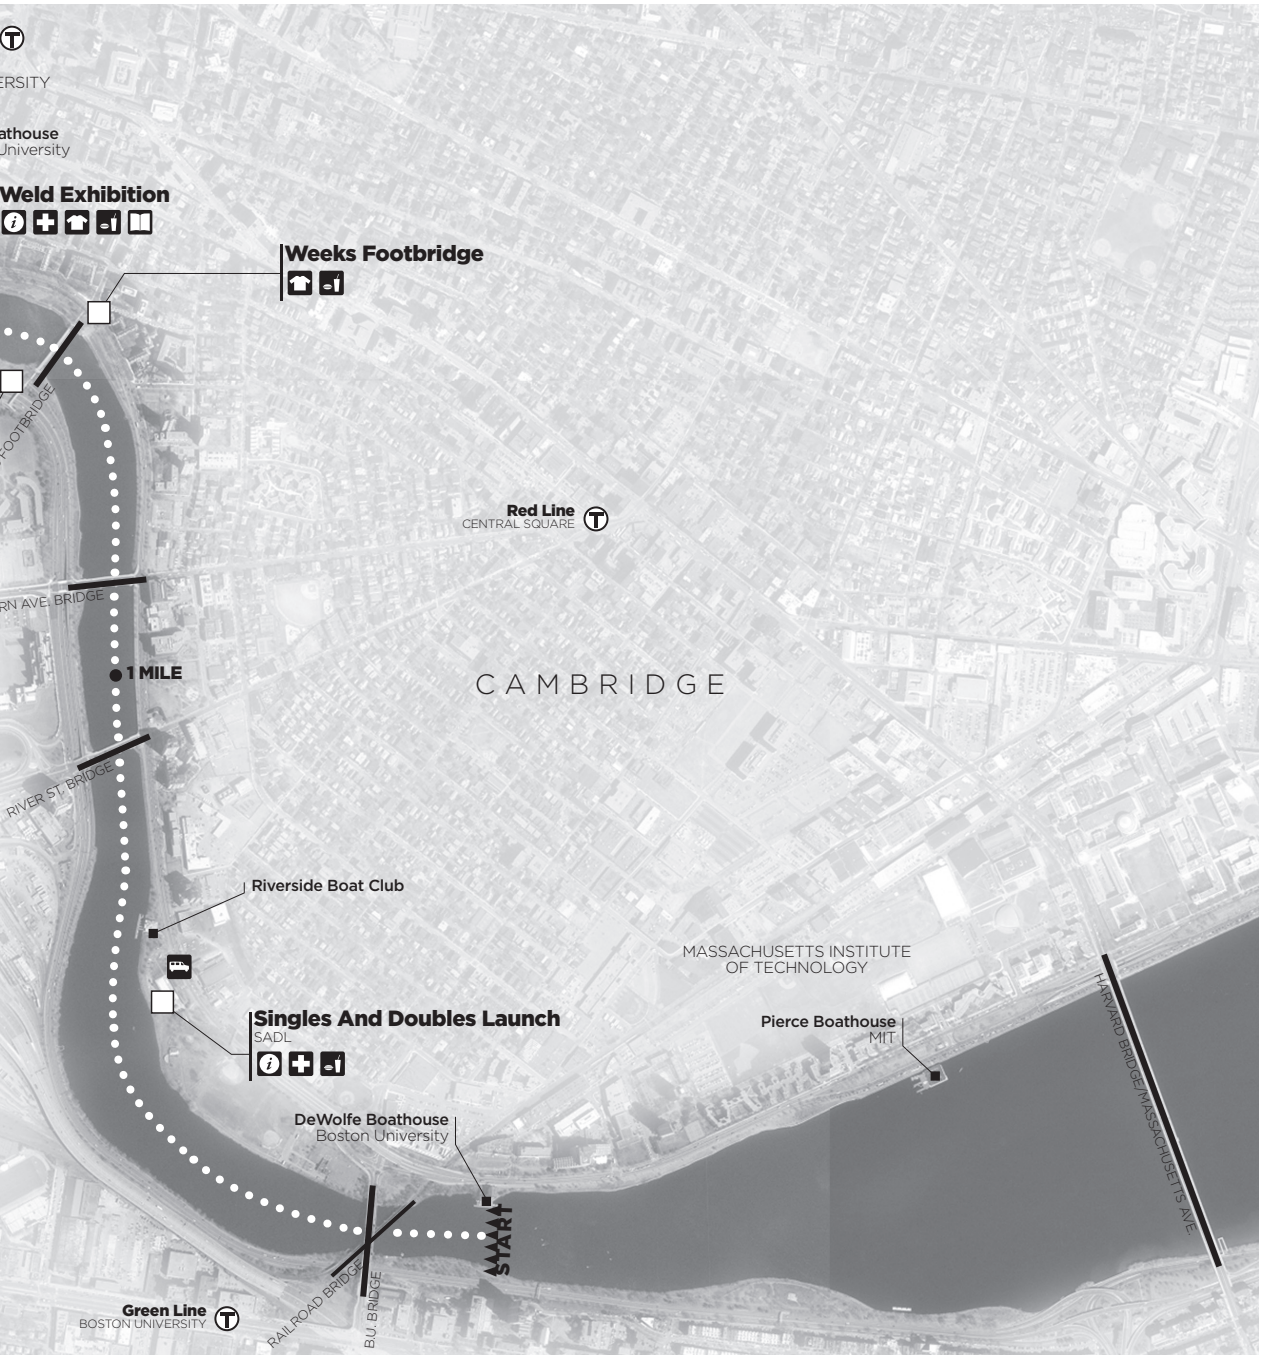 T
ERSITY
athouse
University
Weld Exhibition
i
Weeks Footbridge
FOOTBRIDGE
Red Line
CENTRAL SQUARE
T
RN AVE. BRIDGE
1 MILE
CAMBRIDGE
RIVER ST. BRIDGE
Riverside Boat Club
MASSACHUSETTS INSTITUTE
OF TECHNOLOGY
HARVARD BRIDGE/MASSACHUSETTS AVE.
Singles And Doubles Launch
SADL
i
Pierce Boathouse
MIT
DeWolfe Boathouse
Boston University
START
RAILROAD BRIDGE
B.U. BRIDGE
Green Line
BOSTON UNIVERSITY
T